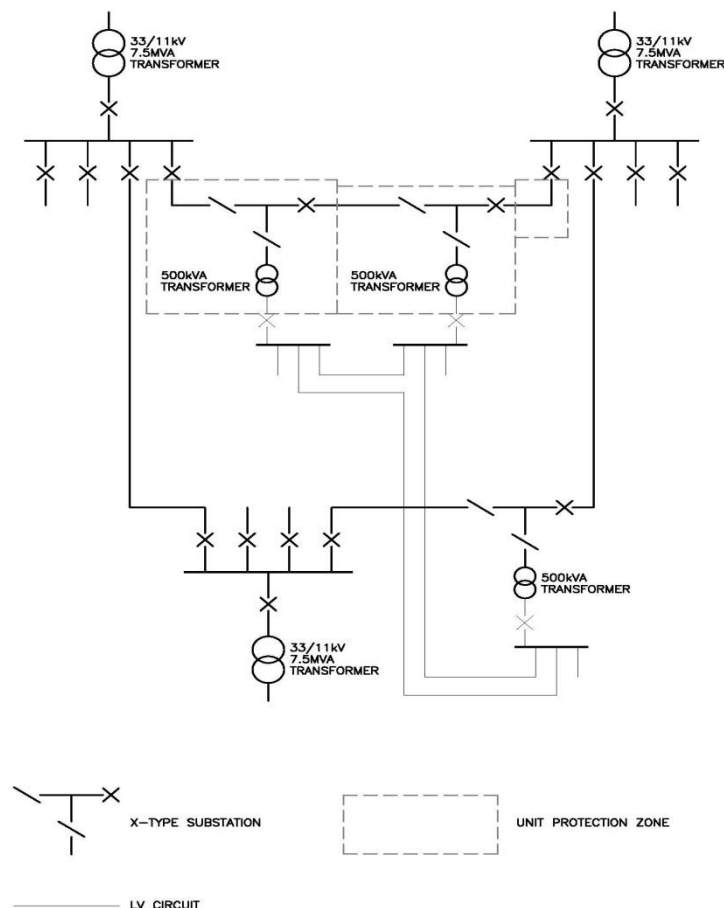 33/11kV
7.5MVA
TRANSFORMER
33/11kV
7.5MVA
TRANSFORMER
500kVA
TRANSFORMER
500kVA
TRANSFORMER
500kVA
TRANSFORMER
33/11kV
7.5MVA
TRANSFORMER
X-TYPE SUBSTATION
UNIT PROTECTION ZONE
LV CIRCUIT